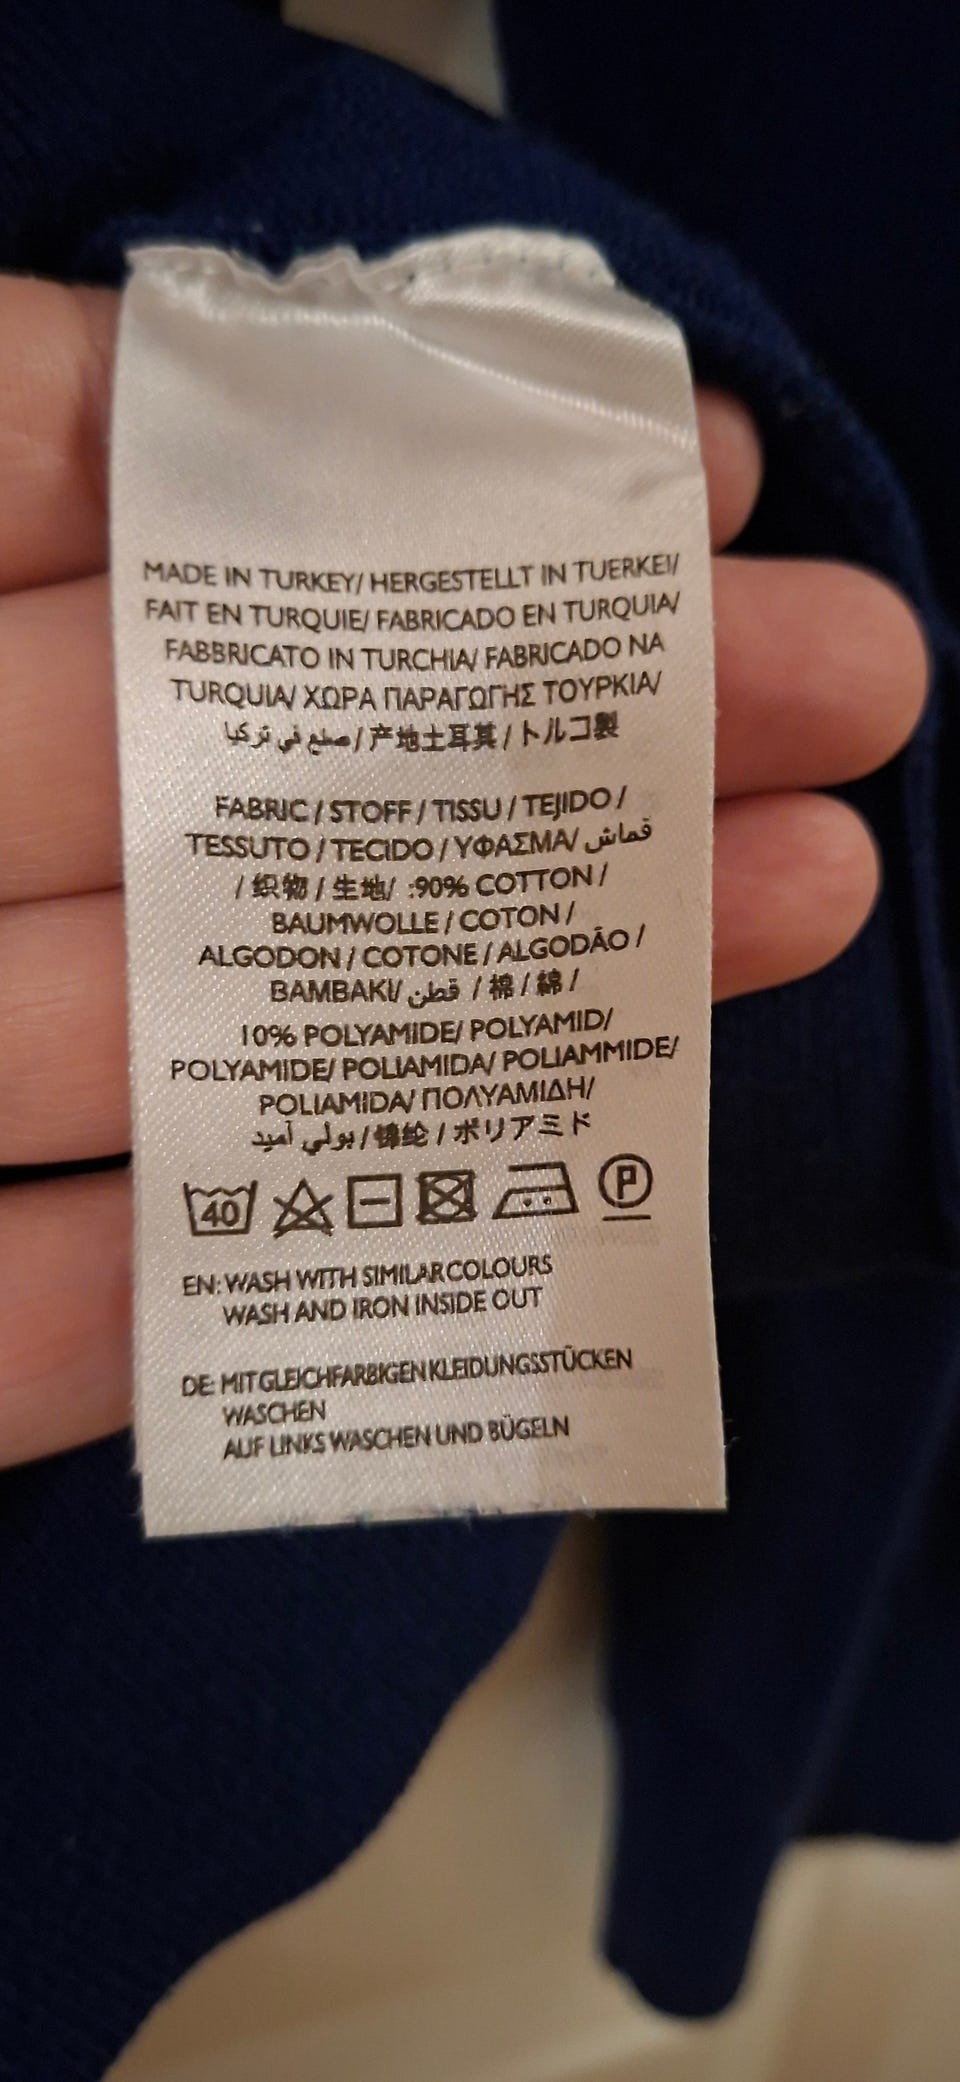 MADE IN TURKEY/ HERGESTELLT IN TUERKEI/
FAIT EN TURQUIE/ FABRICADO EN TURQUIA/
FABBRICATO IN TURCHIA/ FABRICADO NA
TURQUIA/ ΧΩΡΑ ΠΑΡΑΓΩΓΗΣ ΤΟΥΡΚΙΑ/
صنع في تركيا / 产地土耳其 / トルコ製
FABRIC / STOFF / TISSU / TEJIDO /
TESSUTO / TECIDO / ΥΦΑΣΜΑ/ قماش
/ 织物 / 生地/ :90% COTTON /
BAUMWOLLE / COTON /
ALGODON / COTONE / ALGODÃO /
BAMBAKI/ قطن / 棉 / 綿 /
10% POLYAMIDE/ POLYAMID/
POLYAMIDE/ POLIAMIDA/ POLIAMMIDE/
POLIAMIDA/ ΠΟΛΥΑΜΙΔΗ/
بولي أميد / 锦纶 / ポリアミド
40 P
EN: WASH WITH SIMILAR COLOURS
WASH AND IRON INSIDE OUT
DE: MIT GLEICHFARBIGEN KLEIDUNGSSTÜCKEN
WASCHEN
AUF LINKS WASCHEN UND BÜGELN